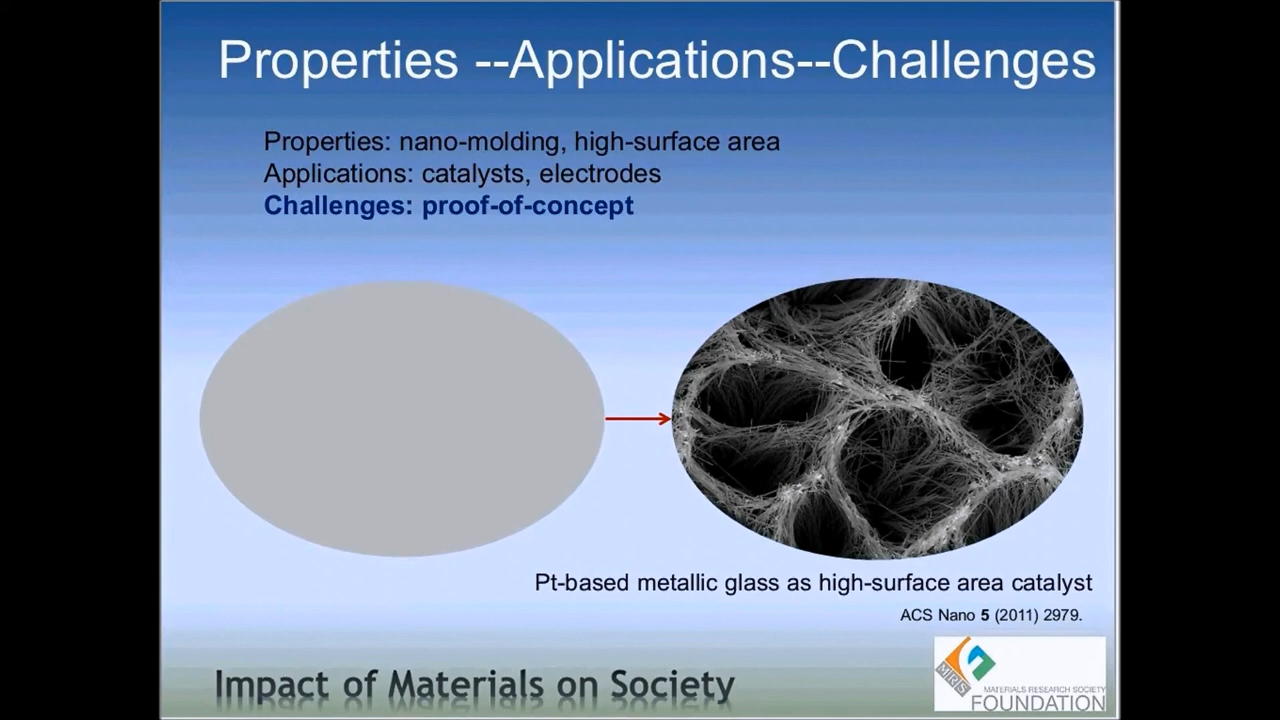 Properties --Applications--Challenges
Properties: nano-molding, high-surface area
Applications: catalysts, electrodes
Challenges: proof-of-concept
Pt-based metallic glass as high-surface area catalyst
ACS Nano 5 (2011) 2979.
Impact of Materials on Society
MRS
MATERIALS RESEARCH SOCIETY
FOUNDATION